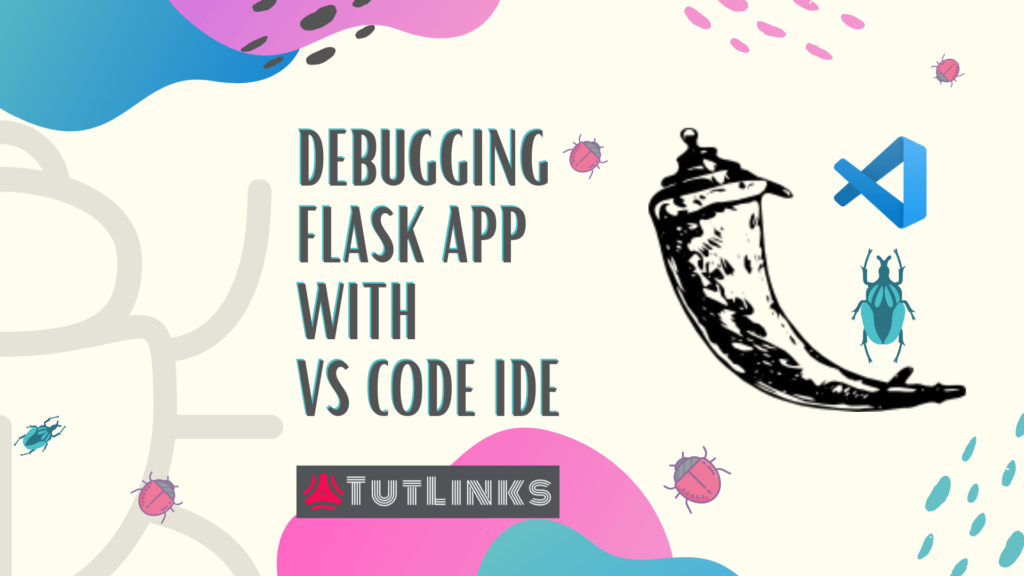 DEBUGGING
FLASK APP
WITH
VS CODE IDE
TUTLINKS